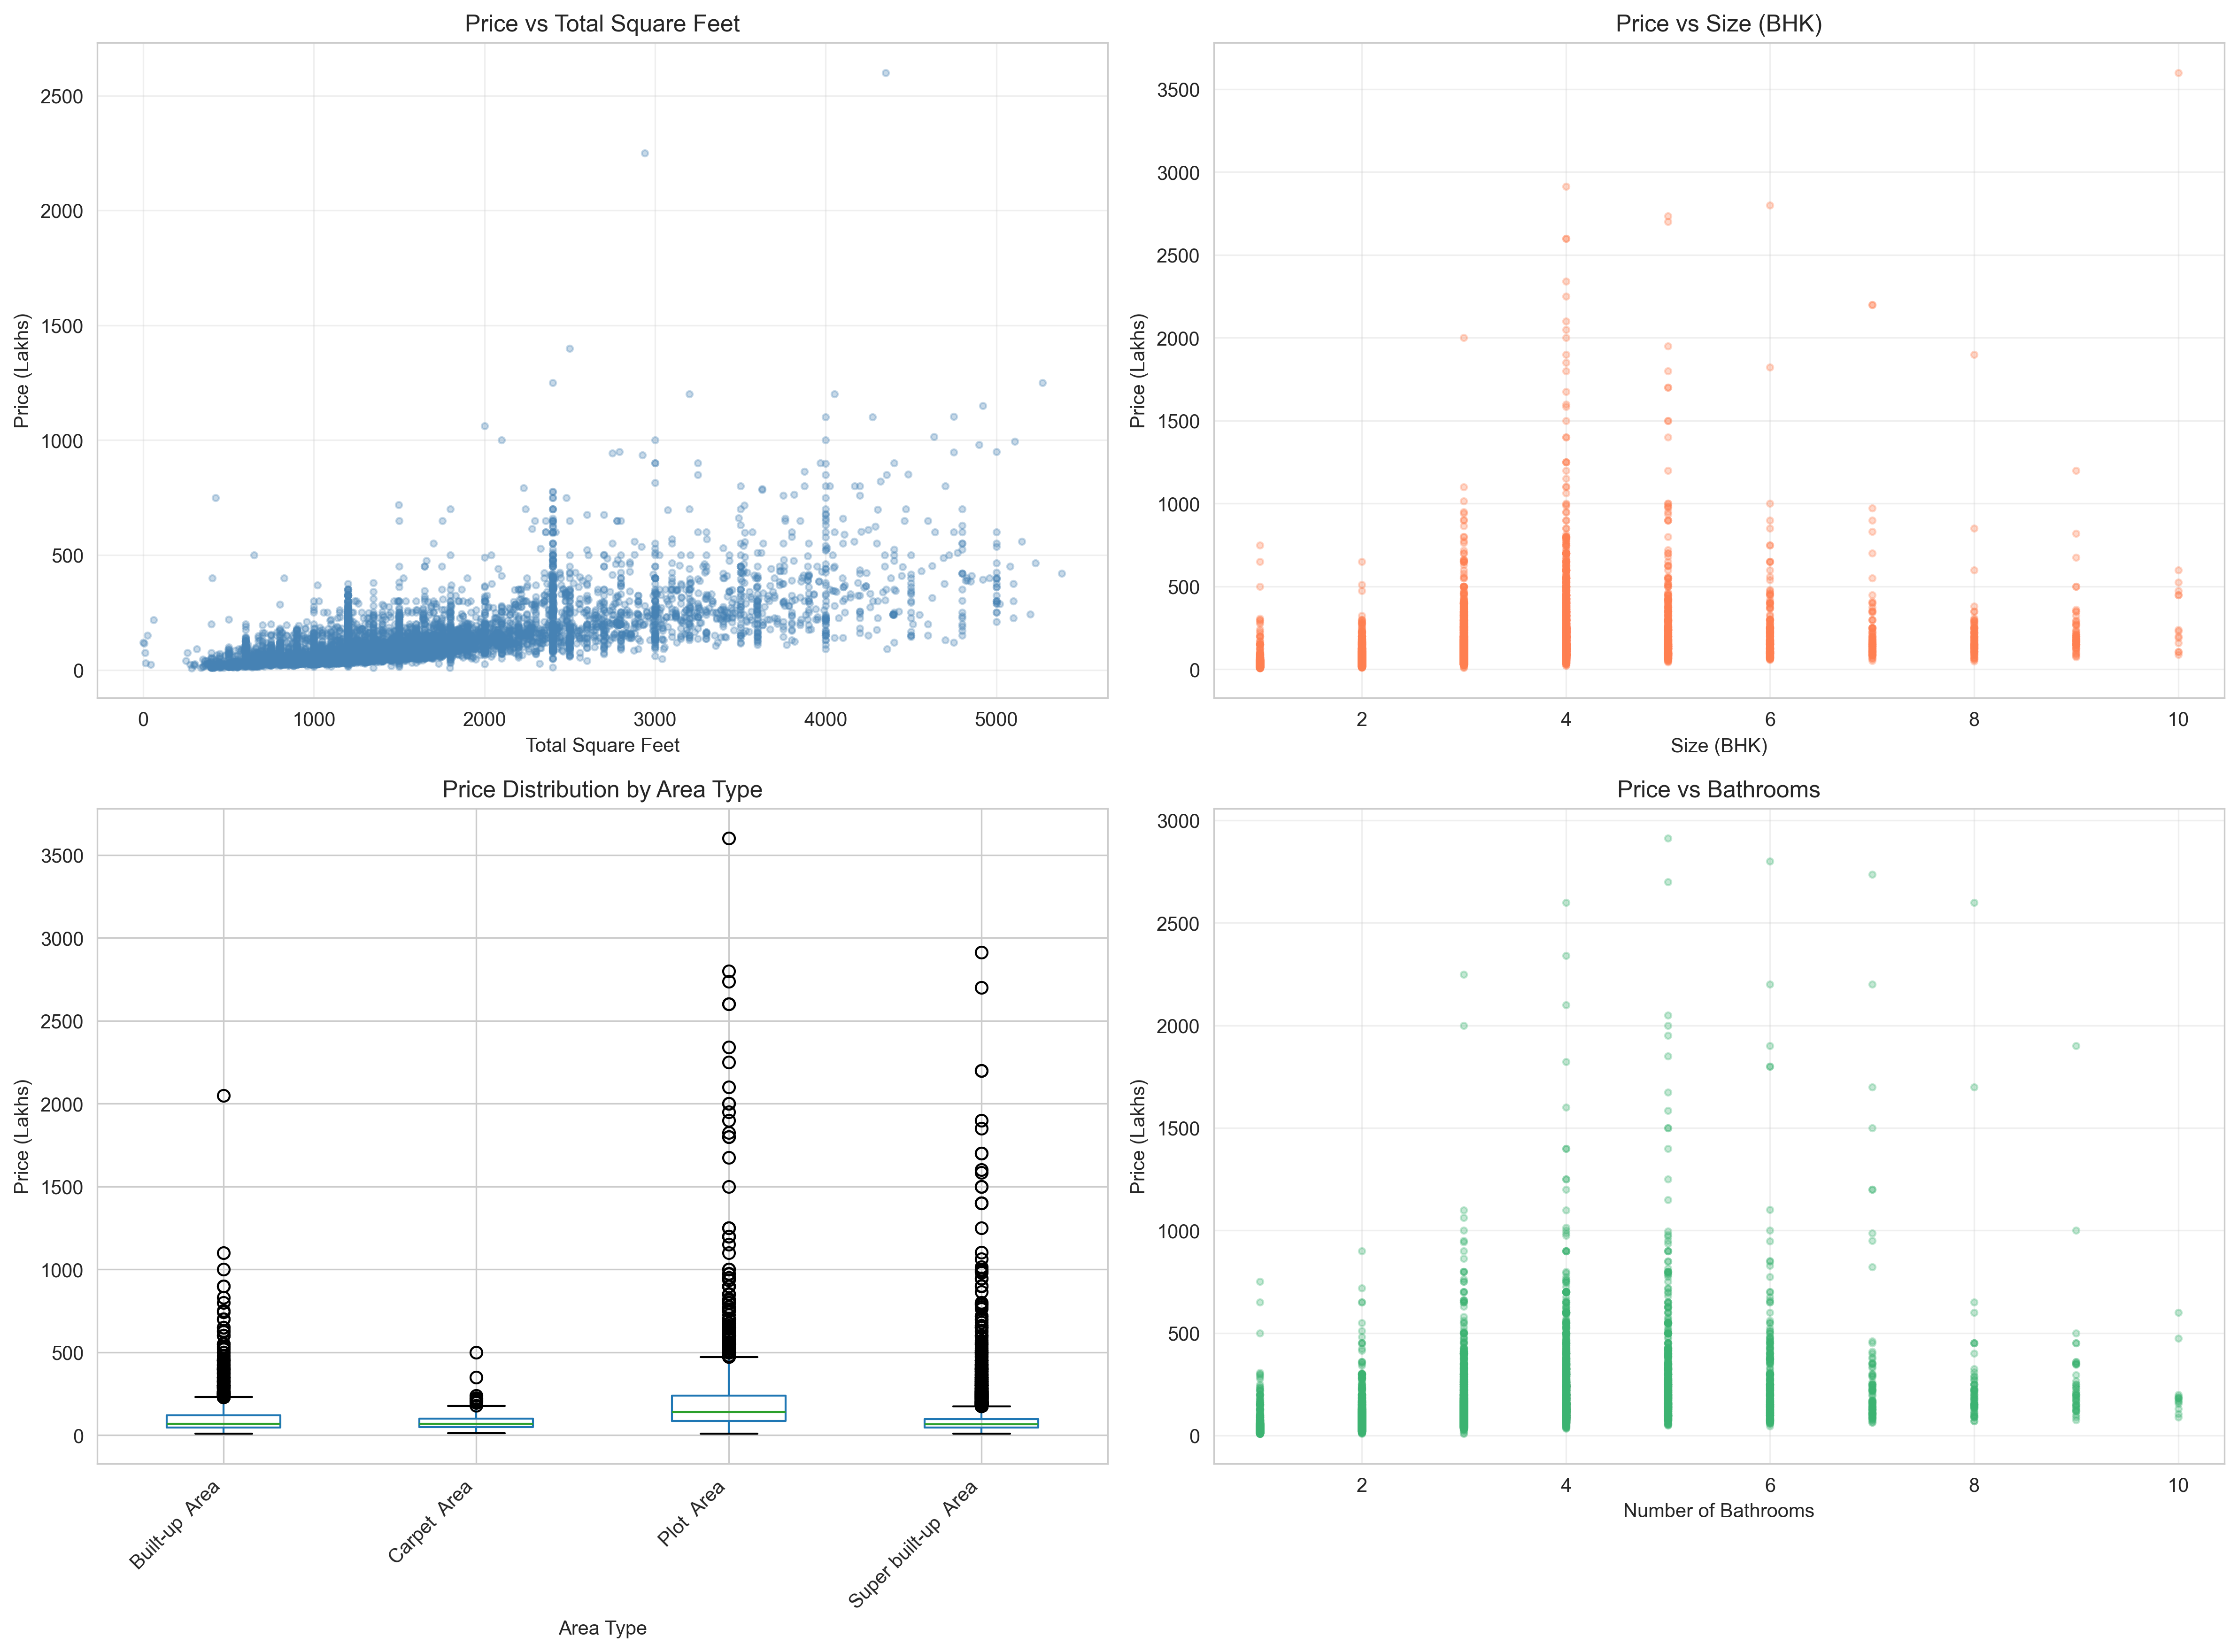 Price vs Total Square Feet
Price (Lakhs)
2500
2000
1500
1000
500
0
0 1000 2000 3000 4000 5000
Total Square Feet
Price vs Size (BHK)
Price (Lakhs)
3500
3000
2500
2000
1500
1000
500
0
2 4 6 8 10
Size (BHK)
Price Distribution by Area Type
Price (Lakhs)
3500
3000
2500
2000
1500
1000
500
0
Built-up  Area
Carpet  Area
Plot  Area
Super built-up  Area
Area Type
Price vs Bathrooms
Price (Lakhs)
3000
2500
2000
1500
1000
500
0
2 4 6 8 10
Number of Bathrooms